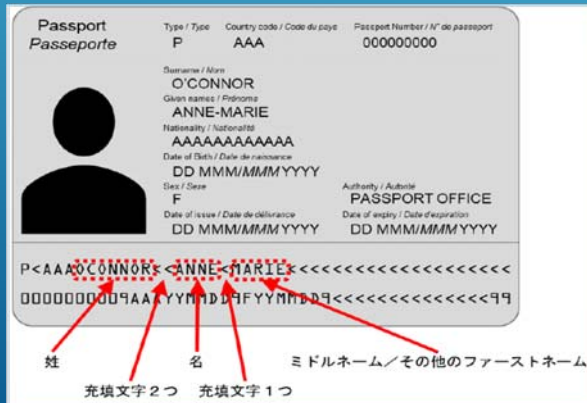 Passport
Passeporte
Type / Type
P
Country code / Code du pays
AAA
Passport Number / N° de passeport
000000000
Surname / Nom
O'CONNOR
Given names / Prénoms
ANNE-MARIE
Nationality / Nationalité
AAAAAAAAAAAA
Date of Birth / Date de naissance
DD MMM/MMM YYYY
Sex / Sexe
F
Authority / Autorité
PASSPORT OFFICE
Date of issue / Date de délivrance
DD MMM/MMM YYYY
Date of expiry / Date d'expiration
DD MMM/MMM YYYY
P<AAAOCONNOR<<ANNE<MARIE<<<<<<<<<<<<<<<<<<<
0000000009AAAYYMMDD9FYYMMDD9<<<<<<<<<<<<<<99
姓
名
ミドルネーム／その他のファーストネーム
充填文字２つ
充填文字１つ